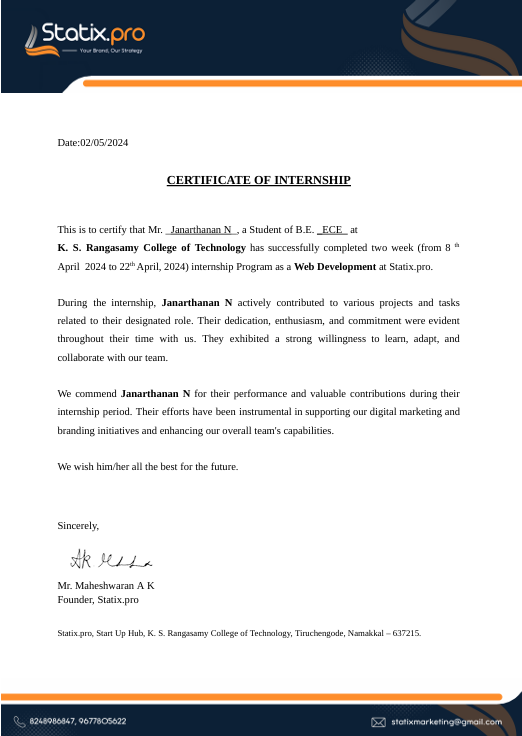 Statix.pro
Your Brand, Our Strategy
Date:02/05/2024
CERTIFICATE OF INTERNSHIP
This is to certify that Mr. Janarthanan N , a Student of B.E. ECE at
K. S. Rangasamy College of Technology has successfully completed two week (from 8 th
April 2024 to 22th April, 2024) internship Program as a Web Development at Statix.pro.
During the internship, Janarthanan N actively contributed to various projects and tasks
related to their designated role. Their dedication, enthusiasm, and commitment were evident
throughout their time with us. They exhibited a strong willingness to learn, adapt, and
collaborate with our team.
We commend Janarthanan N for their performance and valuable contributions during their
internship period. Their efforts have been instrumental in supporting our digital marketing and
branding initiatives and enhancing our overall team's capabilities.
We wish him/her all the best for the future.
Sincerely,
Mr. Maheshwaran A K
Founder, Statix.pro
Statix.pro, Start Up Hub, K. S. Rangasamy College of Technology, Tiruchengode, Namakkal – 637215.
8248986847, 9677805622
statixmarketing@gmail.com